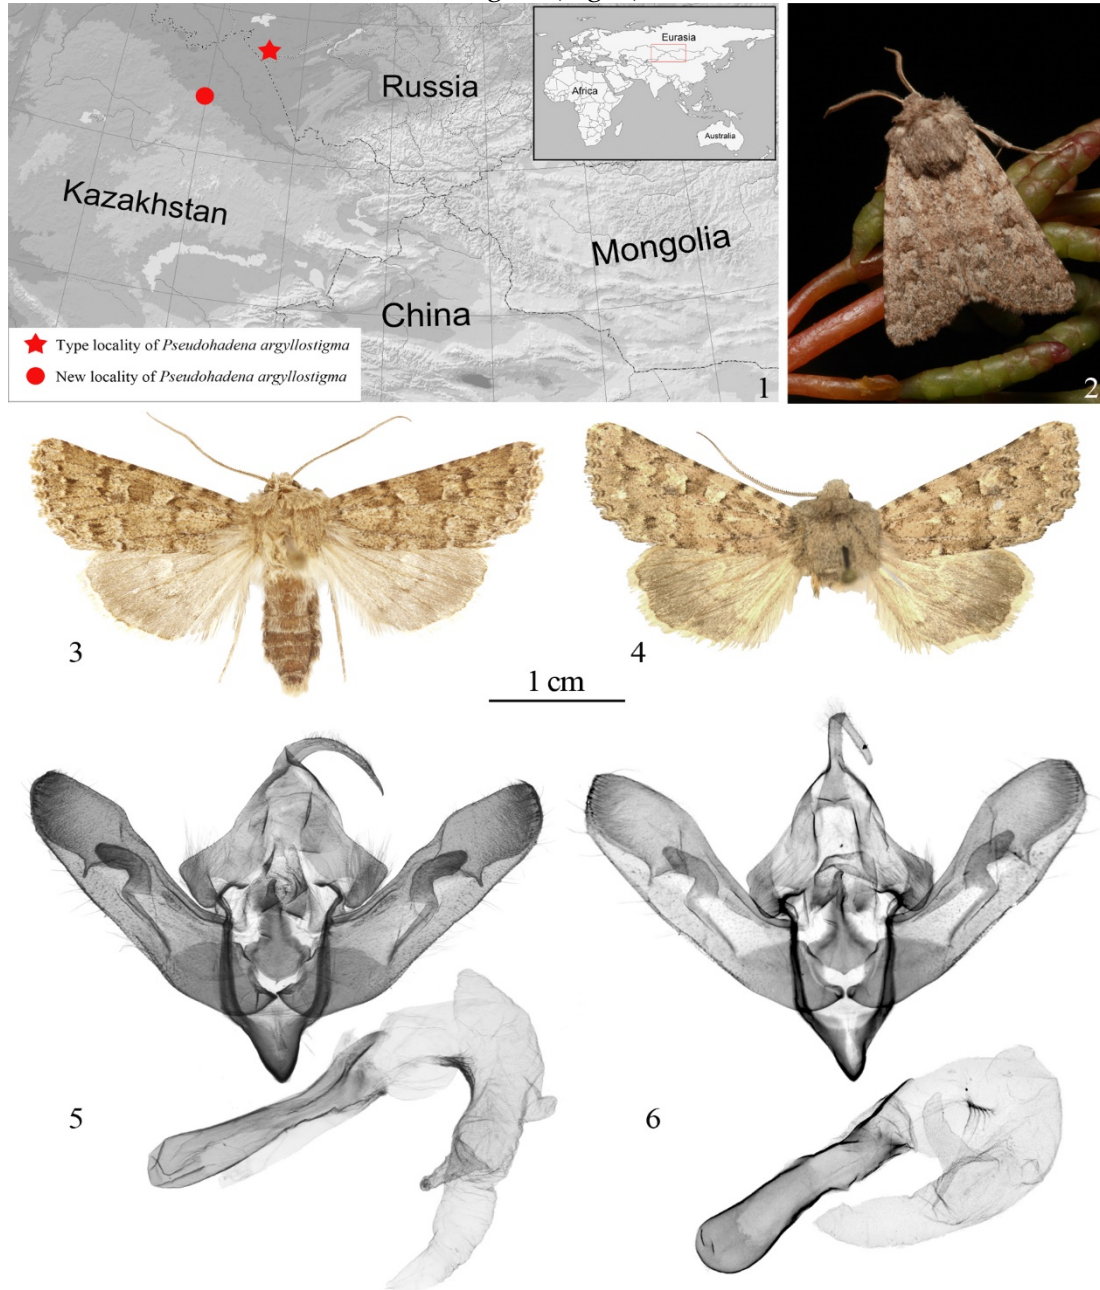 Russia
Eurasia
Africa
Australia
Kazakhstan
Mongolia
China
Type locality of Pseudohadena argyllostigma
New locality of Pseudohadena argyllostigma
1
2
3
4
1 cm
5
6